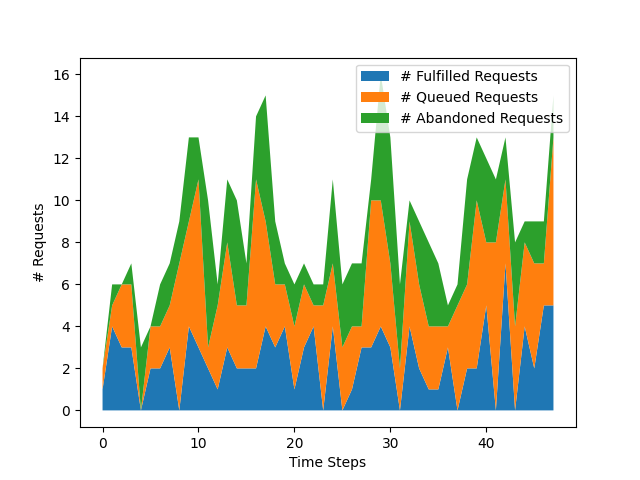 16
14
12
10
8
6
4
2
0
# Requests
# Fulfilled Requests
# Queued Requests
# Abandoned Requests
0 10 20 30 40
Time Steps